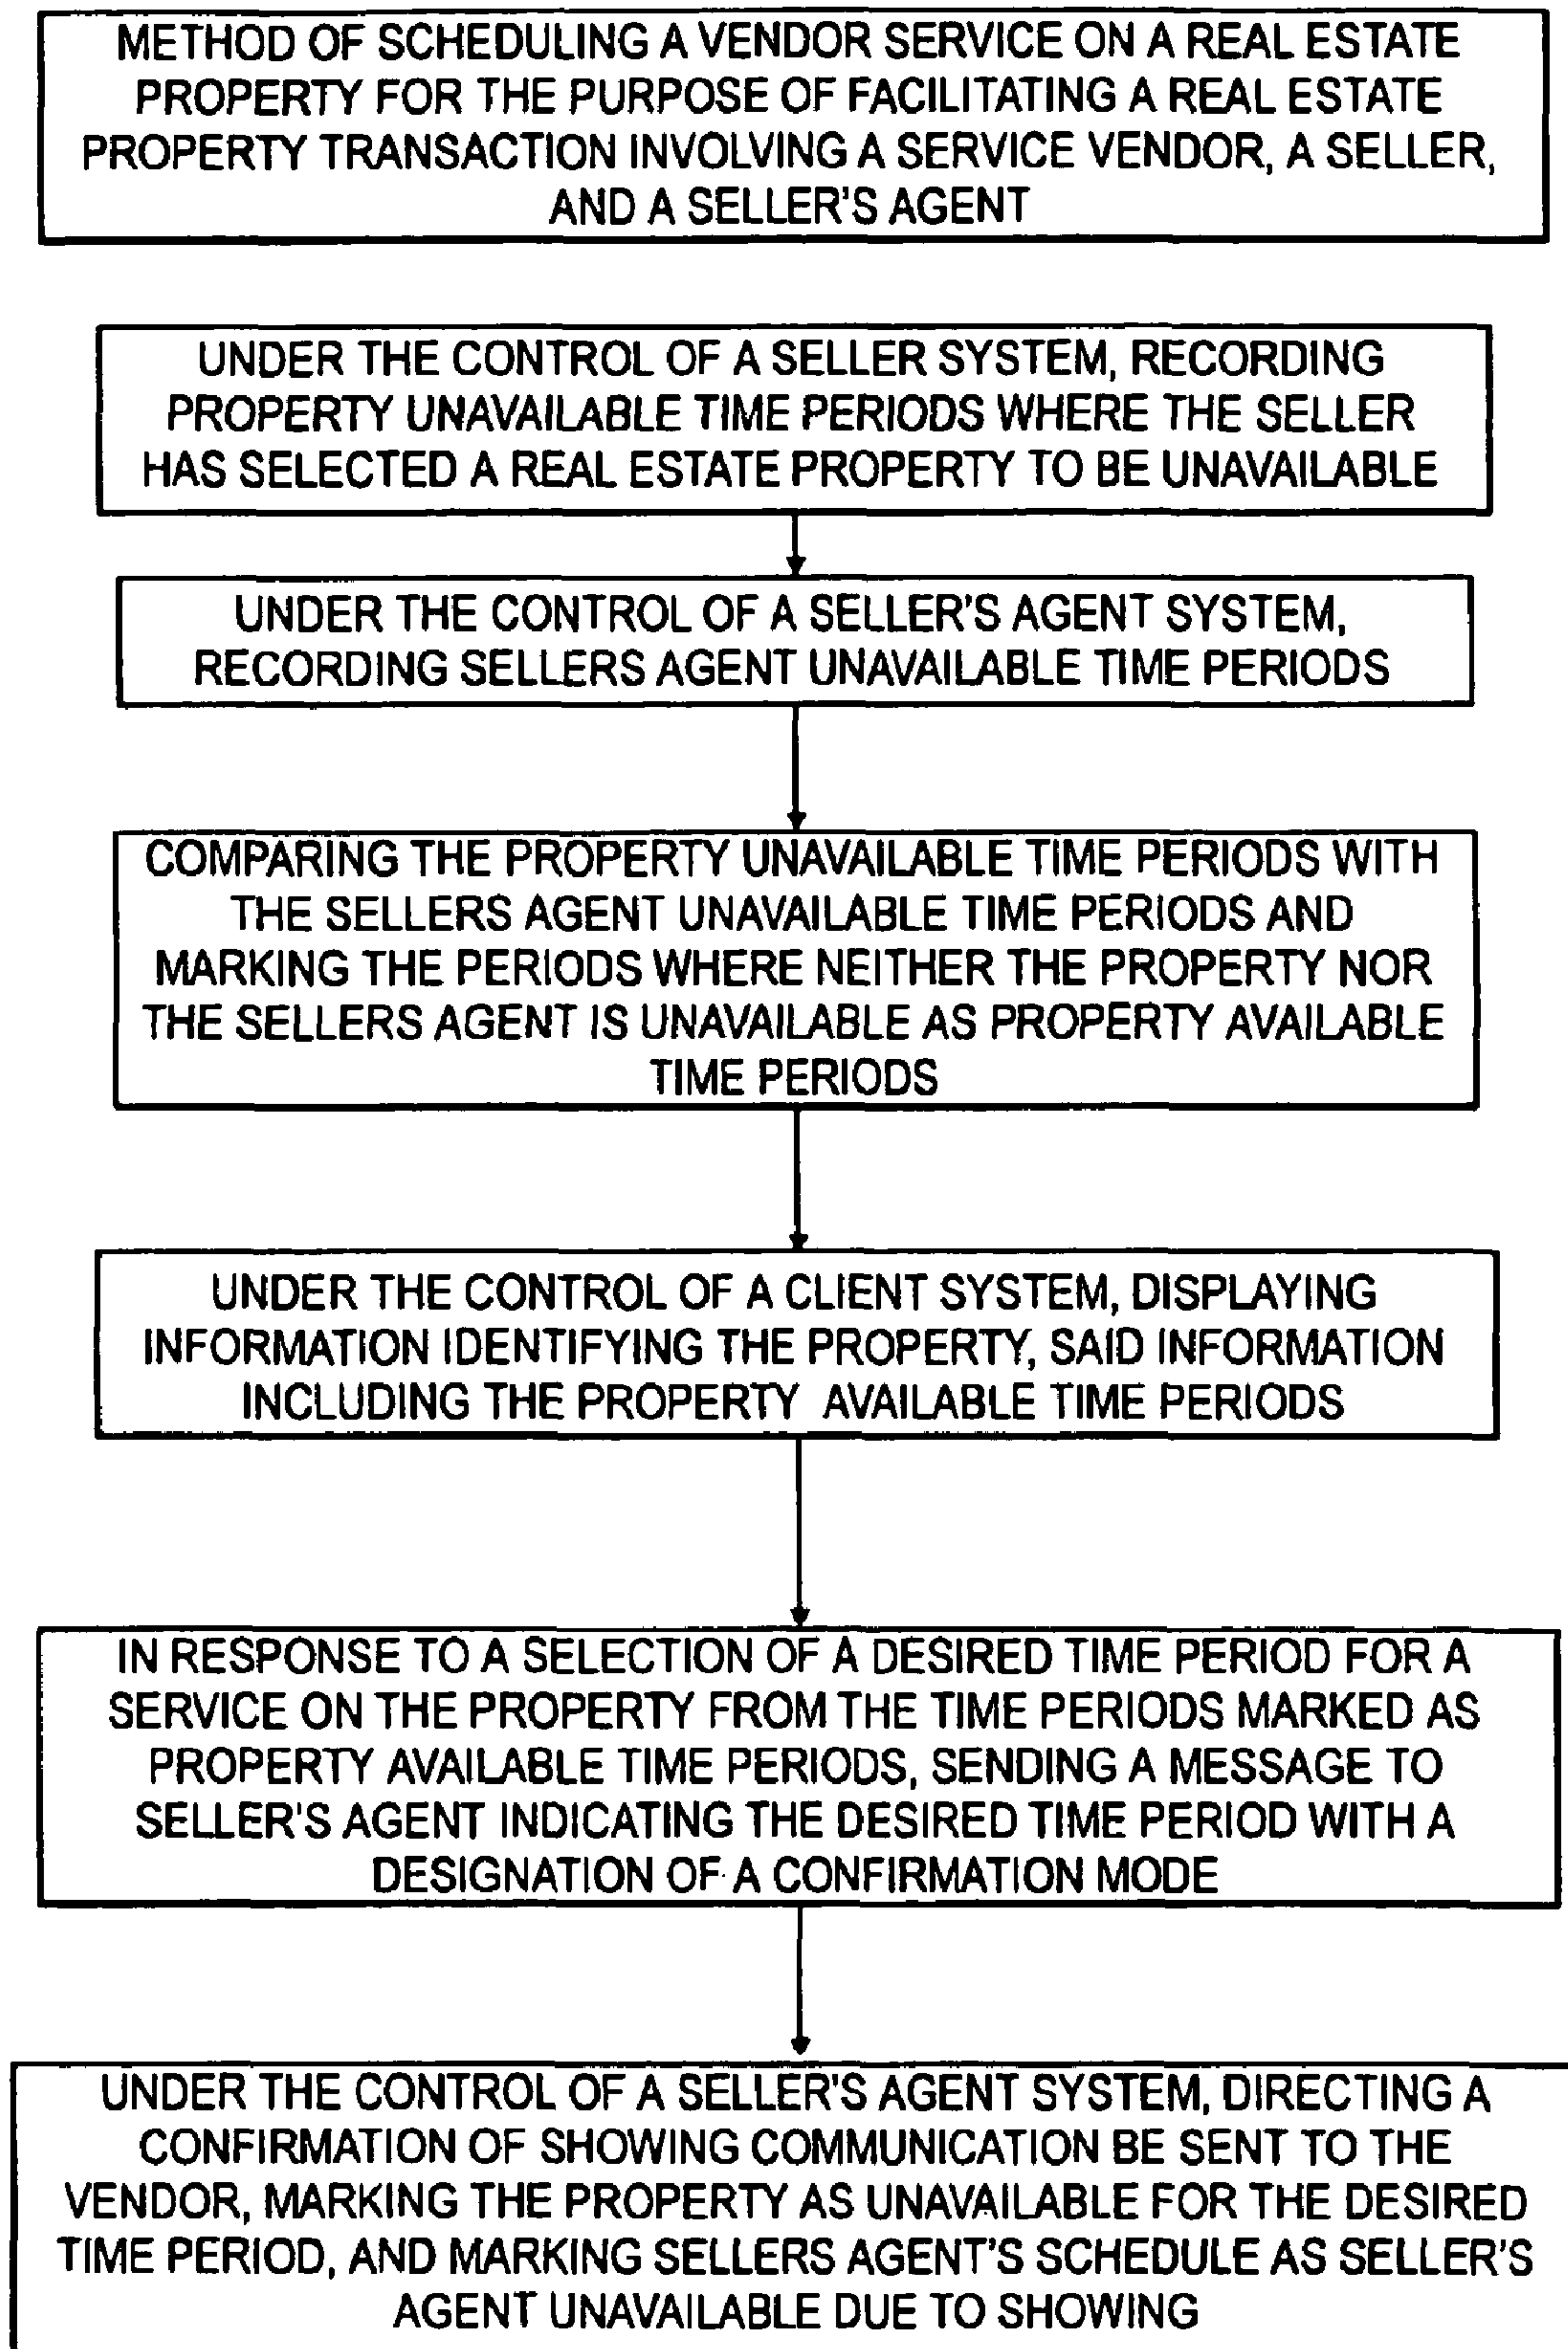 METHOD OF SCHEDULING A VENDOR SERVICE ON A REAL ESTATE
PROPERTY FOR THE PURPOSE OF FACILITATING A REAL ESTATE
PROPERTY TRANSACTION INVOLVING A SERVICE VENDOR, A SELLER,
AND A SELLER'S AGENT
UNDER THE CONTROL OF A SELLER SYSTEM, RECORDING
PROPERTY UNAVAILABLE TIME PERIODS WHERE THE SELLER
HAS SELECTED A REAL ESTATE PROPERTY TO BE UNAVAILABLE
UNDER THE CONTROL OF A SELLER'S AGENT SYSTEM,
RECORDING SELLERS AGENT UNAVAILABLE TIME PERIODS
COMPARING THE PROPERTY UNAVAILABLE TIME PERIODS WITH
THE SELLERS AGENT UNAVAILABLE TIME PERIODS AND
MARKING THE PERIODS WHERE NEITHER THE PROPERTY NOR
THE SELLERS AGENT IS UNAVAILABLE AS PROPERTY AVAILABLE
TIME PERIODS
UNDER THE CONTROL OF A CLIENT SYSTEM, DISPLAYING
INFORMATION IDENTIFYING THE PROPERTY, SAID INFORMATION
INCLUDING THE PROPERTY AVAILABLE TIME PERIODS
IN RESPONSE TO A SELECTION OF A DESIRED TIME PERIOD FOR A
SERVICE ON THE PROPERTY FROM THE TIME PERIODS MARKED AS
PROPERTY AVAILABLE TIME PERIODS, SENDING A MESSAGE TO
SELLER'S AGENT INDICATING THE DESIRED TIME PERIOD WITH A
DESIGNATION OF A CONFIRMATION MODE
UNDER THE CONTROL OF A SELLER'S AGENT SYSTEM, DIRECTING A
CONFIRMATION OF SHOWING COMMUNICATION BE SENT TO THE
VENDOR, MARKING THE PROPERTY AS UNAVAILABLE FOR THE DESIRED
TIME PERIOD, AND MARKING SELLERS AGENT'S SCHEDULE AS SELLER'S
AGENT UNAVAILABLE DUE TO SHOWING